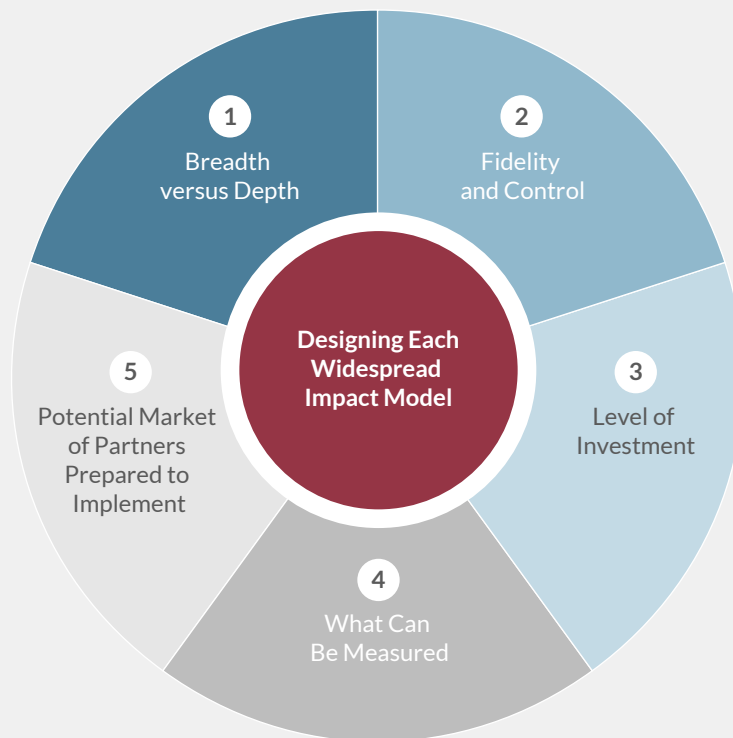 1
Breadth
versus Depth
2
Fidelity
and Control
Designing Each
Widespread
Impact Model
3
Level of
Investment
4
What Can
Be Measured
5
Potential Market
of Partners
Prepared to
Implement